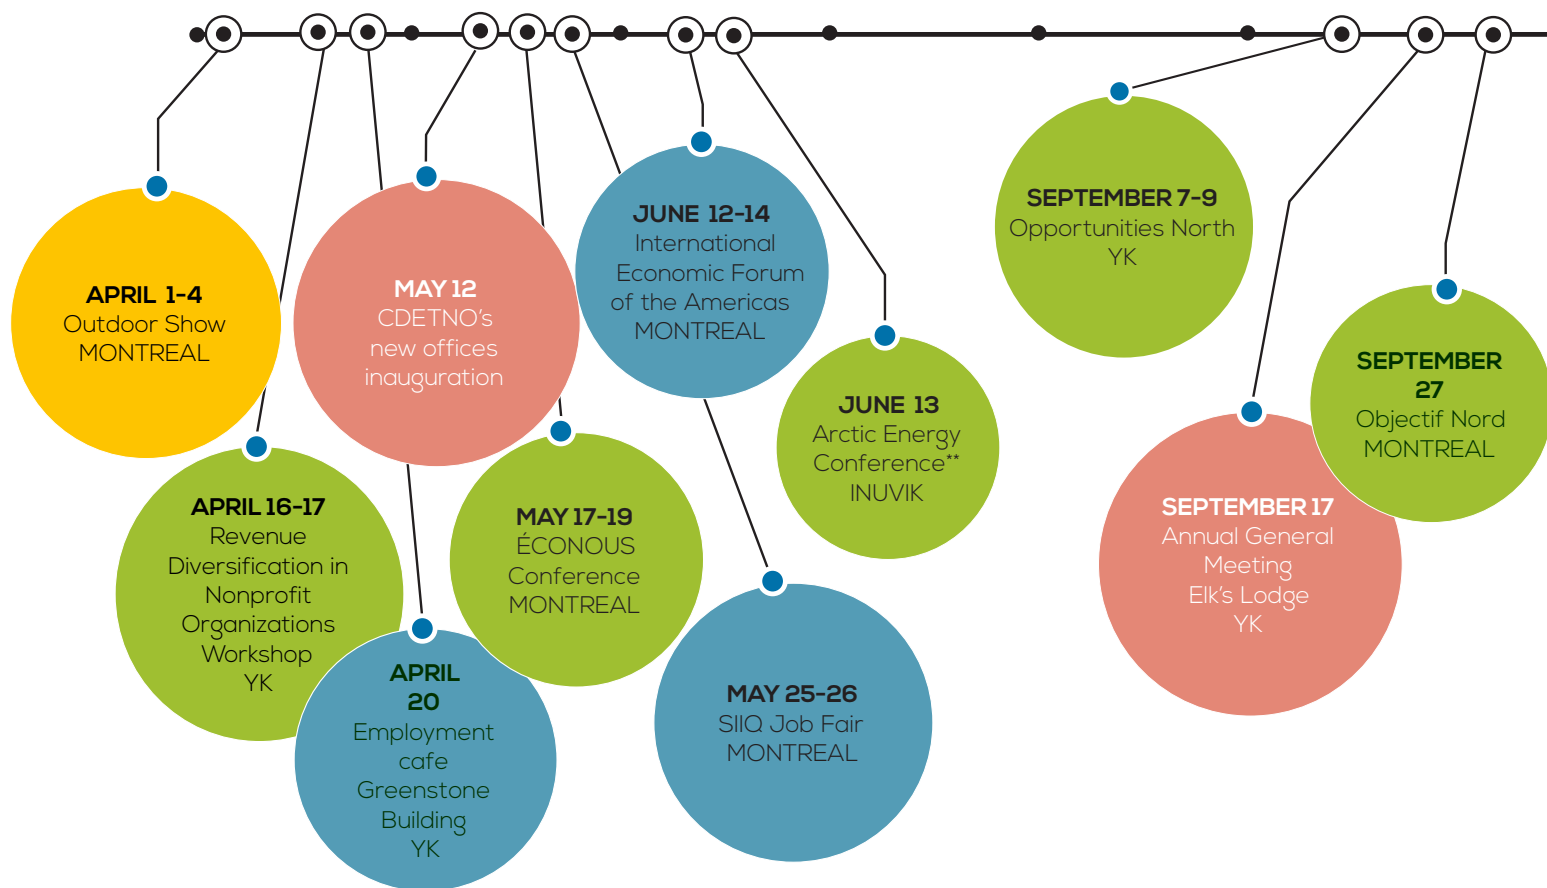 APRIL 1-4
Outdoor Show
MONTREAL
APRIL 16-17
Revenue
Diversification in
Nonprofit
Organizations
Workshop
YK
APRIL
20
Employment
cafe
Greenstone
Building
YK
MAY 12
CDETNO’s
new offices
inauguration
MAY 17-19
ÉCONOUS
Conference
MONTREAL
MAY 25-26
SIIQ Job Fair
MONTREAL
JUNE 12-14
International
Economic Forum
of the Americas
MONTREAL
JUNE 13
Arctic Energy
Conference**
INUVIK
SEPTEMBER 7-9
Opportunities North
YK
SEPTEMBER 17
Annual General
Meeting
Elk’s Lodge
YK
SEPTEMBER
27
Objectif Nord
MONTREAL